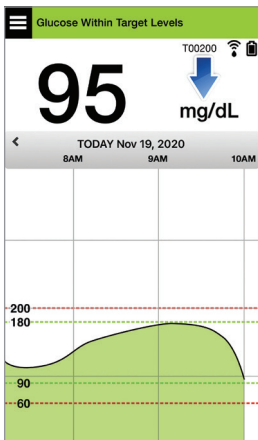 Glucose Within Target Levels
T00200
95
mg/dL
TODAY Nov 19, 2020
8AM 9AM 10AM
200
180
90
60